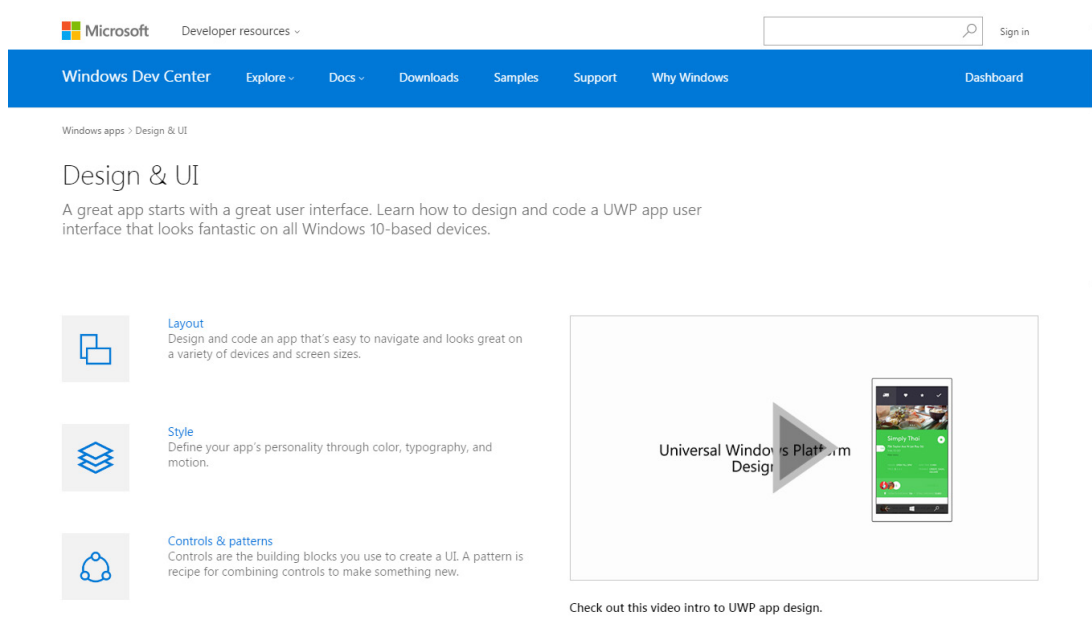 Microsoft
Developer resources
Sign in
Windows Dev Center
Explore
Docs
Downloads
Samples
Support
Why Windows
Dashboard
Windows apps > Design & UI
Design & UI
A great app starts with a great user interface. Learn how to design and code a UWP app user
interface that looks fantastic on all Windows 10-based devices.
Layout
Design and code an app that's easy to navigate and looks great on
a variety of devices and screen sizes.
Style
Define your app's personality through color, typography, and
motion.
Controls & patterns
Controls are the building blocks you use to create a UI. A pattern is
recipe for combining controls to make something new.
Universal Windows Platform
Design
Simply Thai
Check out this video intro to UWP app design.